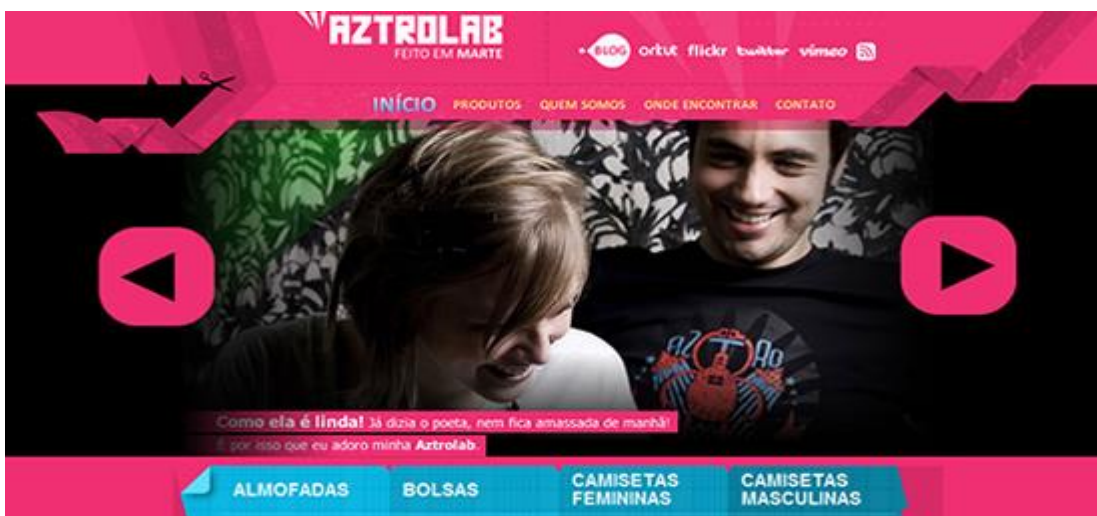 AZTROLAB
FEITO EM MARTE
BLOG orkut flickr twitter vimeo
INÍCIO PRODUTOS QUEM SOMOS ONDE ENCONTRAR CONTATO
AZTRO
Como ela é linda! Já dizia o poeta, nem fica amassada de manhã!
É por isso que eu adoro minha Aztrolab.
ALMOFADAS
BOLSAS
CAMISETAS
FEMININAS
CAMISETAS
MASCULINAS